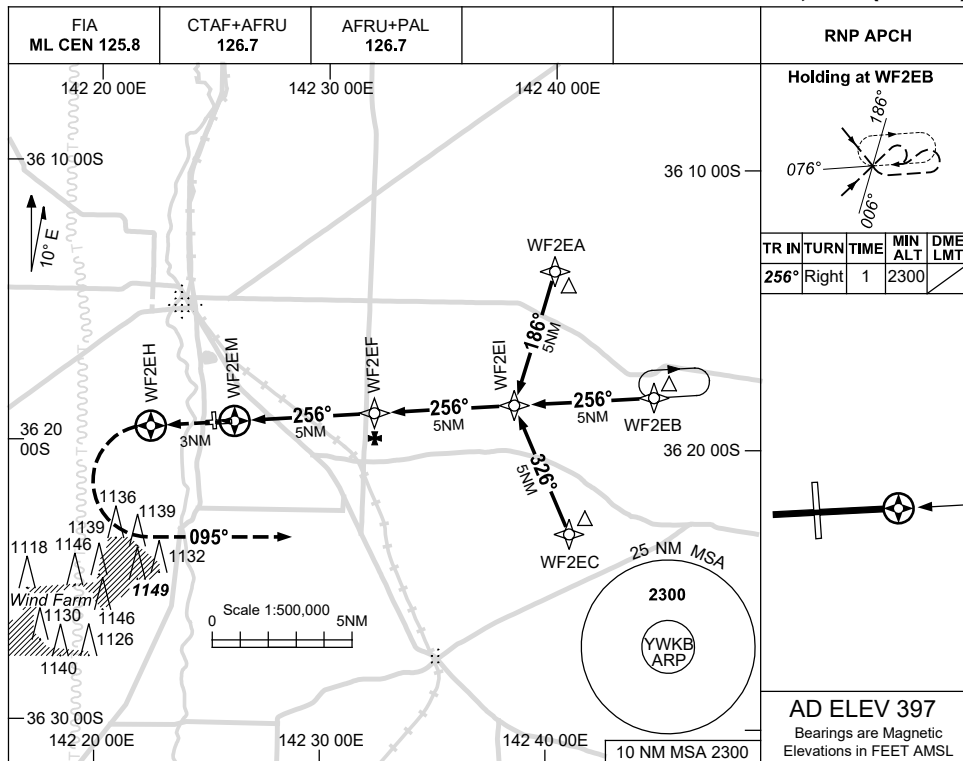 FIA
ML CEN 125.8
CTAF+AFRU
126.7
AFRU+PAL
126.7
RNP APCH
142 20 00E
142 30 00E
142 40 00E
Holding at WF2EB
186°
076°
006°
36 10 00S
36 10 00S
10° E
TR IN
TURN
TIME
MIN ALT
DME LMT
256°
Right
1
2300
WF2EA
186°
5NM
WF2EH
WF2EM
WF2EF
WF2EI
256°
5NM
256°
5NM
256°
5NM
3NM
WF2EB
36 20
00S
36 20 00S
326°
5NM
WF2EC
095°
1136
1139
1139
1146
1118
1132
1149
Wind Farm
1130
1146
1126
1140
Scale 1:500,000
0
5NM
25 NM MSA
2300
YWKB
ARP
36 30 00S
142 20 00E
142 30 00E
142 40 00E
10 NM MSA 2300
AD ELEV 397
Bearings are Magnetic
Elevations in FEET AMSL